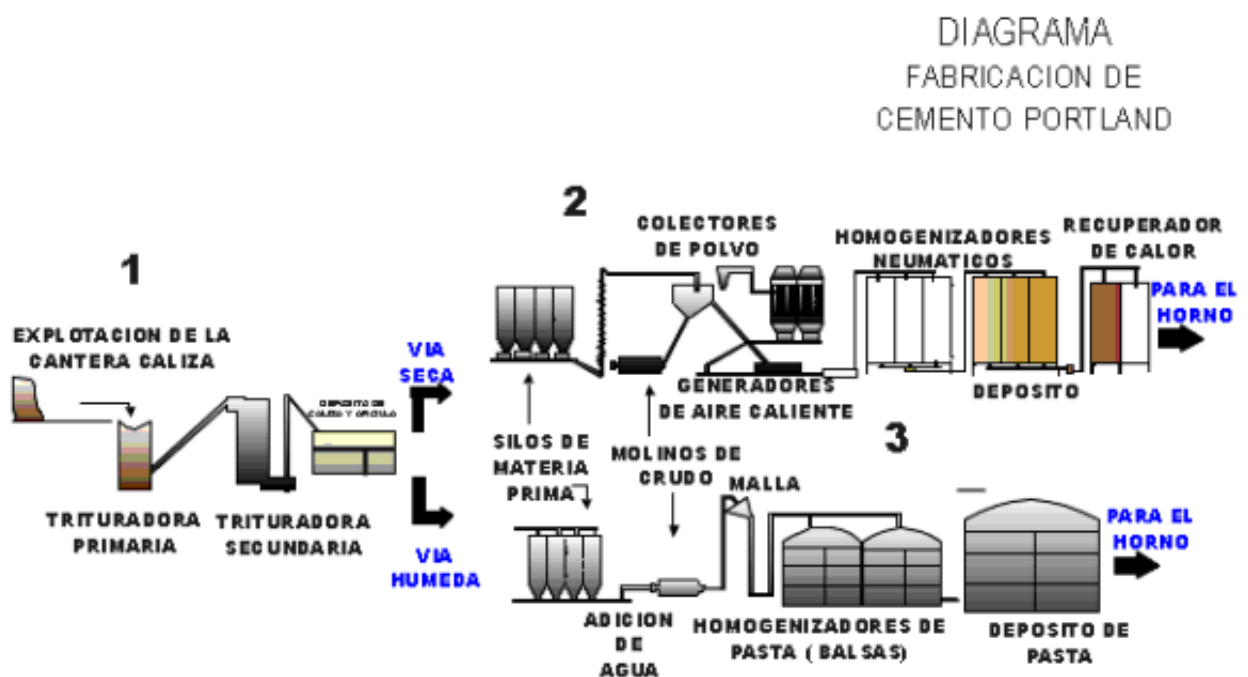 DIAGRAMA
FABRICACION DE
CEMENTO PORTLAND
1
EXPLOTACION DE LA
CANTERA CALIZA
TRITURADORA
PRIMARIA
TRITURADORA
SECUNDARIA
DEPOSITO DE
VIA
SECA
VIA
HUMEDA
2
COLECTORES
DE POLVO
HOMOGENIZADORES
NEUMATICOS
RECUPERADOR
DE CALOR
PARA EL
HORNO
GENERADORES
DE AIRE CALIENTE
DEPOSITO
SILOS DE
MATERIA
PRIMA
MOLINOS DE
CRUDO
3
MALLA
PARA EL
HORNO
ADICION
DE
AGUA
HOMOGENIZADORES DE
PASTA ( BALSAS)
DEPOSITO DE
PASTA